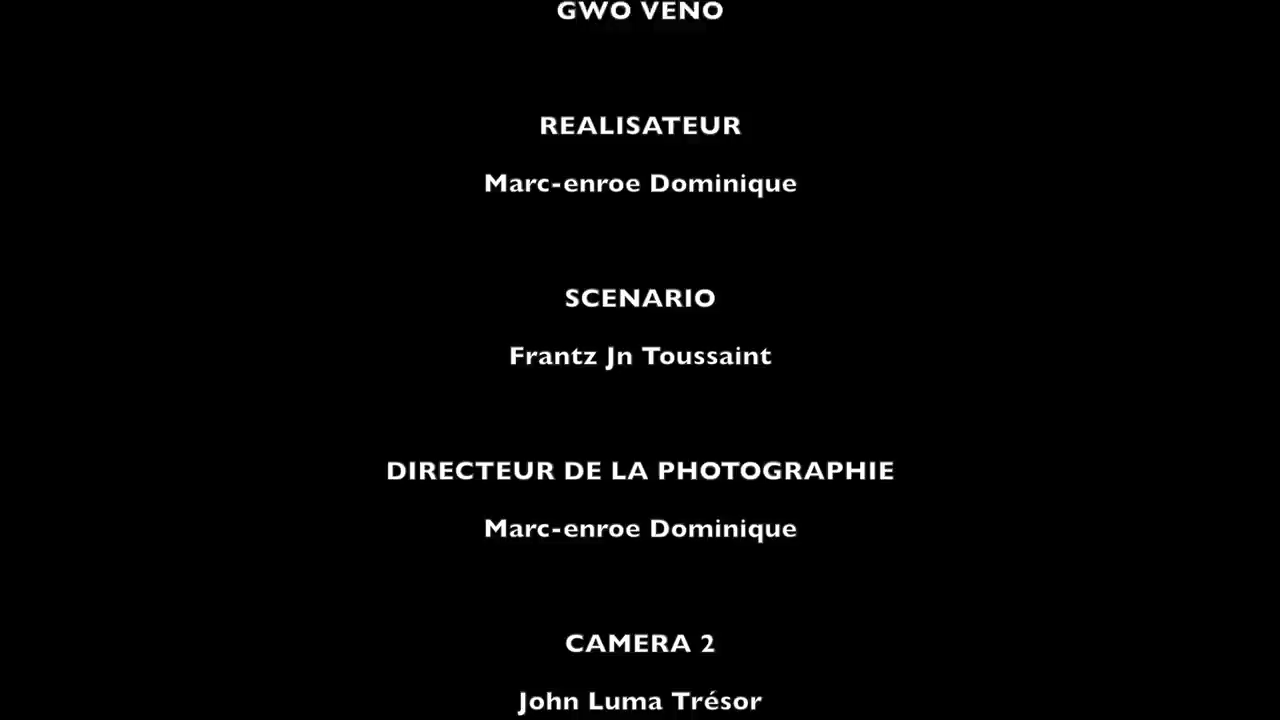 GWO VENO
REALISATEUR
Marc-enroe Dominique
SCENARIO
Frantz Jn Toussaint
DIRECTEUR DE LA PHOTOGRAPHIE
Marc-enroe Dominique
CAMERA 2
John Luma Trésor